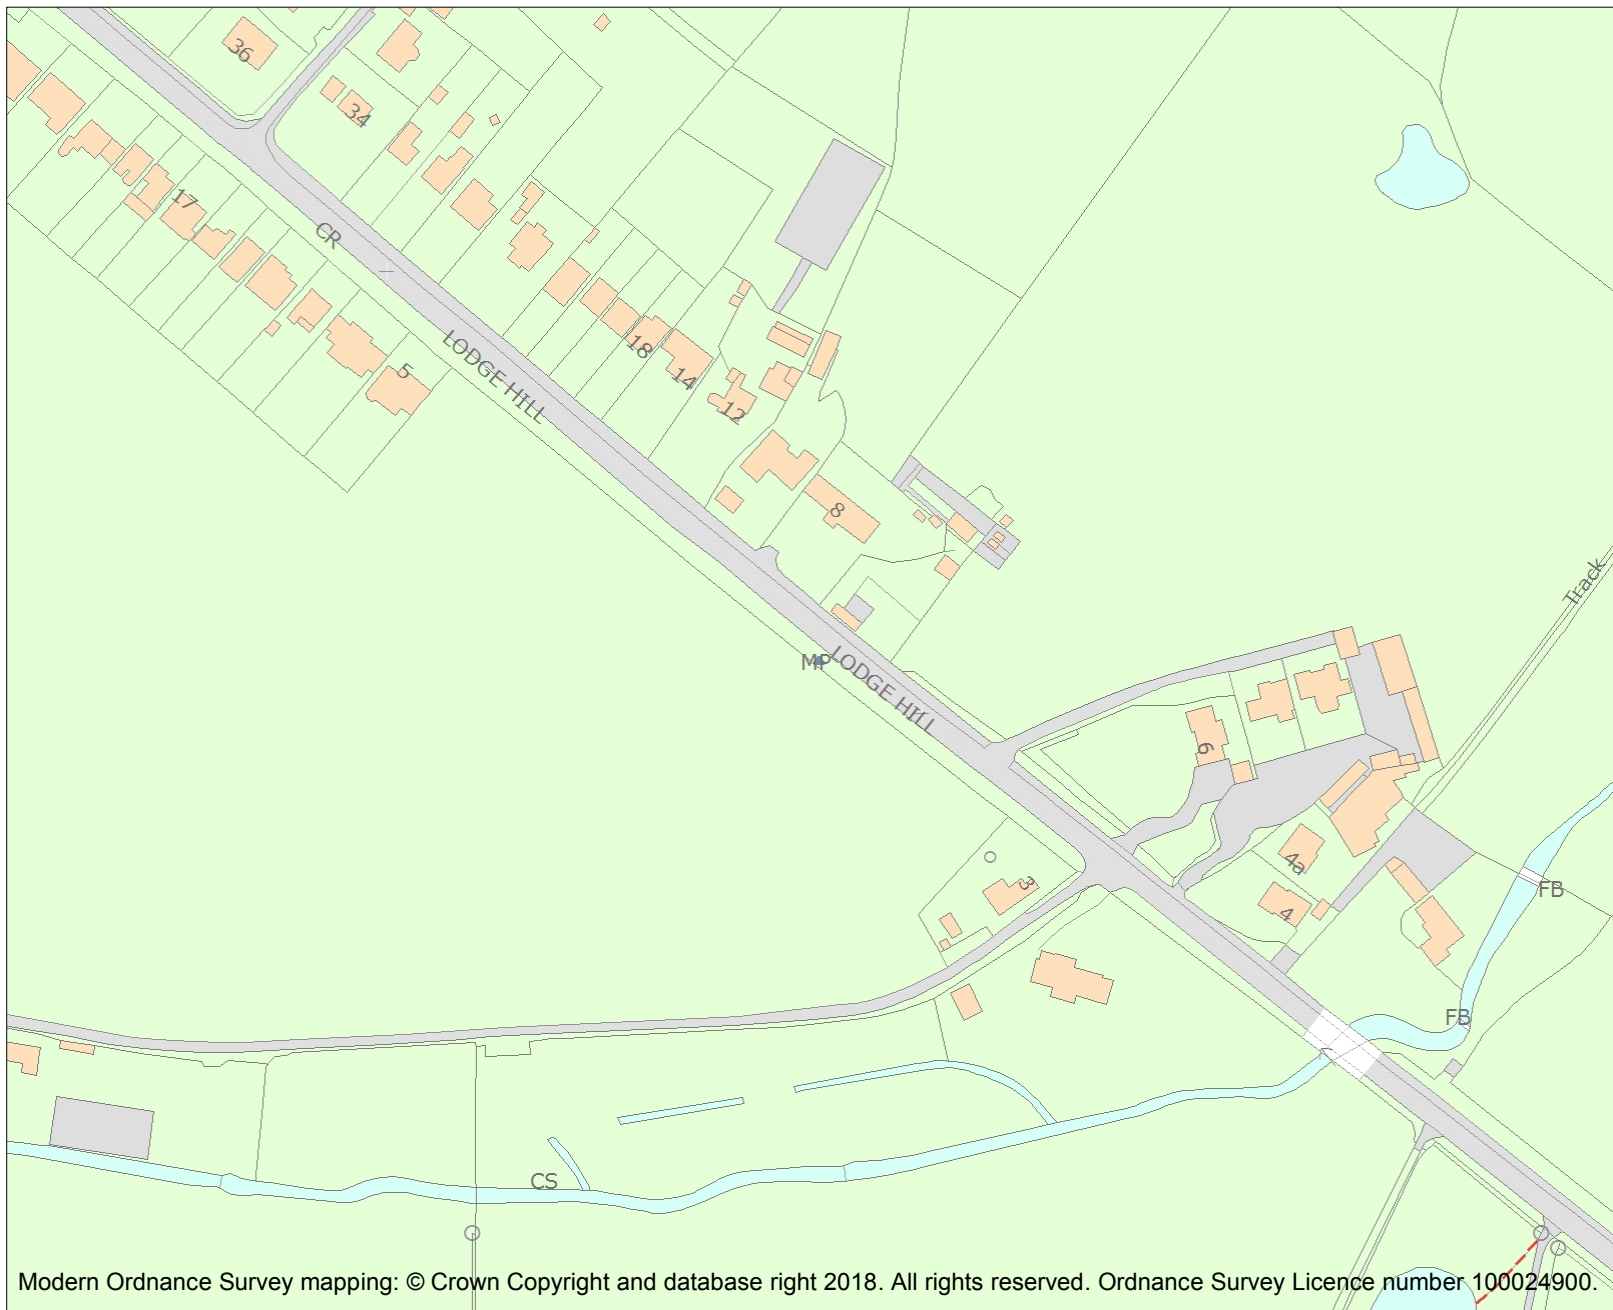 36
34
17
CR
LODGE HILL
5
18
14
12
8
Track
MP
LODGE HILL
6
3
4a
4
FB
FB
CS
Modern Ordnance Survey mapping: © Crown Copyright and database right 2018. All rights reserved. Ordnance Survey Licence number 100024900.